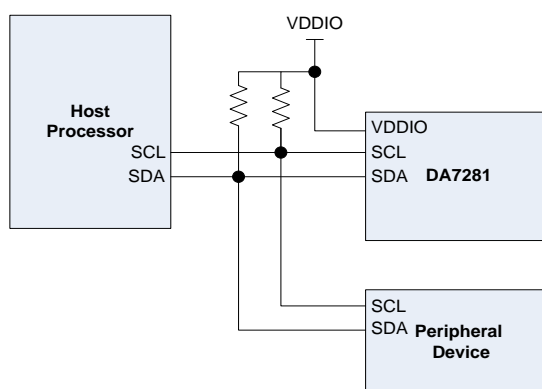 VDDIO
Host
Processor
SCL
SDA
VDDIO
SCL
SDA
DA7281
SCL
SDA
Peripheral
Device